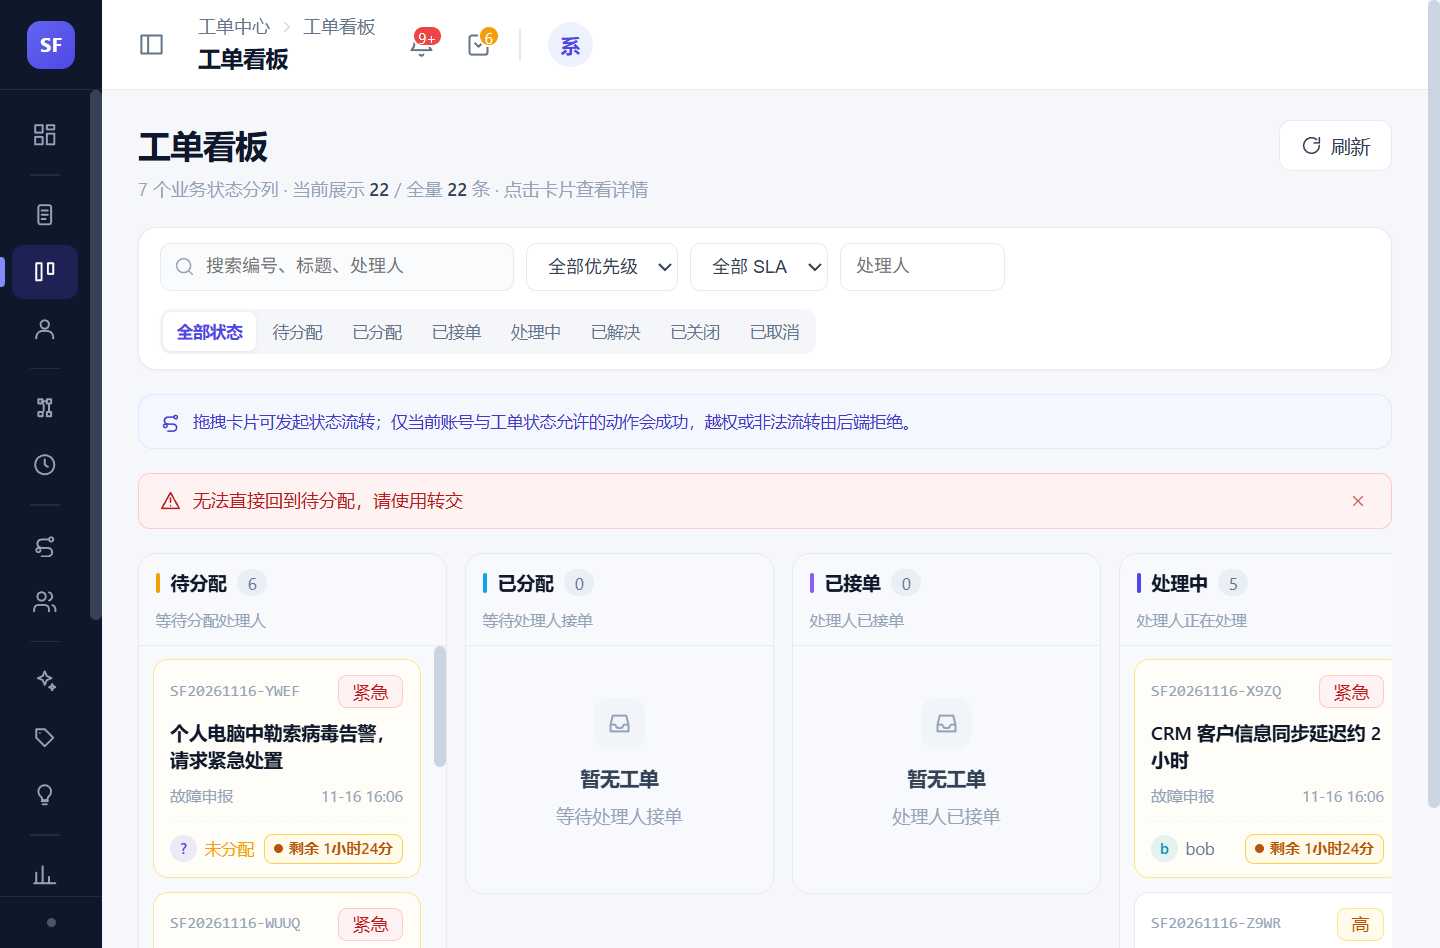 SF
工单中心 > 工单看板
工单看板
9+
6
系
工单看板
刷新
7 个业务状态分列 · 当前展示 22 / 全量 22 条 · 点击卡片查看详情
搜索编号、标题、处理人
全部优先级
全部 SLA
处理人
全部状态 待分配 已分配 已接单 处理中 已解决 已关闭 已取消
拖拽卡片可发起状态流转；仅当前账号与工单状态允许的动作会成功，越权或非法流转由后端拒绝。
无法直接回到待分配，请使用转交
待分配 6
等待分配处理人
SF20261116-YWEF
紧急
个人电脑中勒索病毒告警，
请求紧急处置
故障申报
11-16 16:06
?
未分配
剩余 1小时24分
SF20261116-WUUQ
紧急
已分配 0
等待处理人接单
暂无工单
等待处理人接单
已接单 0
处理人已接单
暂无工单
处理人已接单
处理中 5
处理人正在处理
SF20261116-X9ZQ
紧急
CRM 客户信息同步延迟约 2
小时
故障申报
11-16 16:06
b
bob
剩余 1小时24分
SF20261116-Z9WR
高